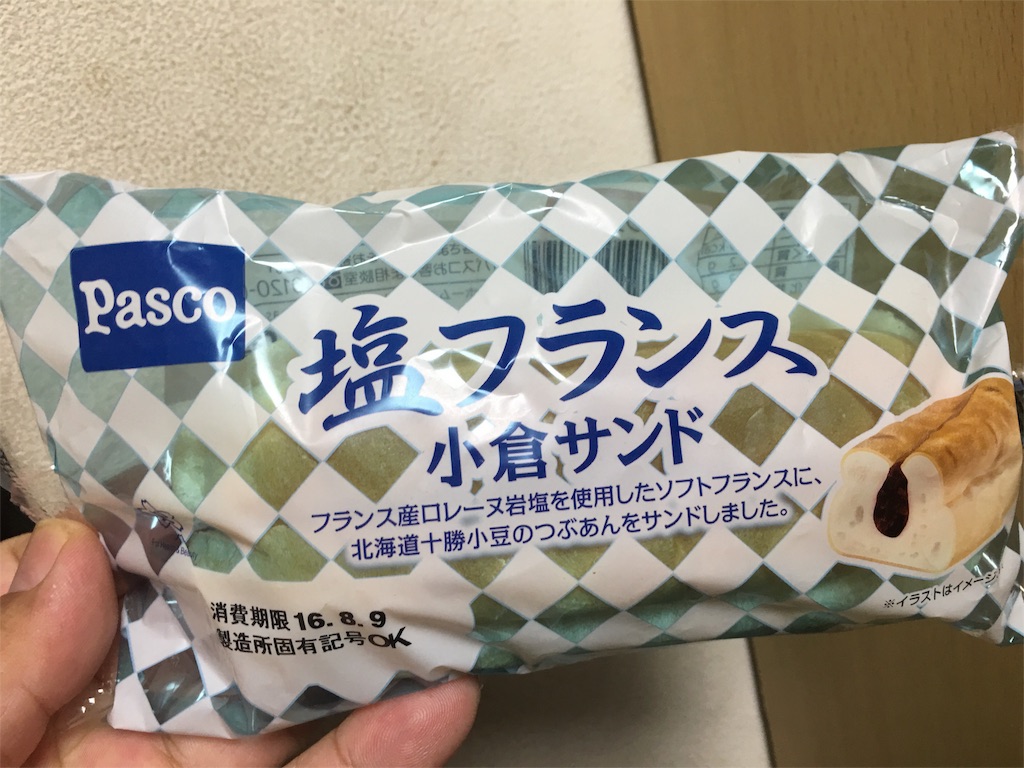 Pasco
塩フランス
小倉サンド
フランス産ロレーヌ岩塩を使用したソフトフランスに、
北海道十勝小豆のつぶあんをサンドしました。
※イラストはイメージ
消費期限 16.8.9
製造所固有記号OK